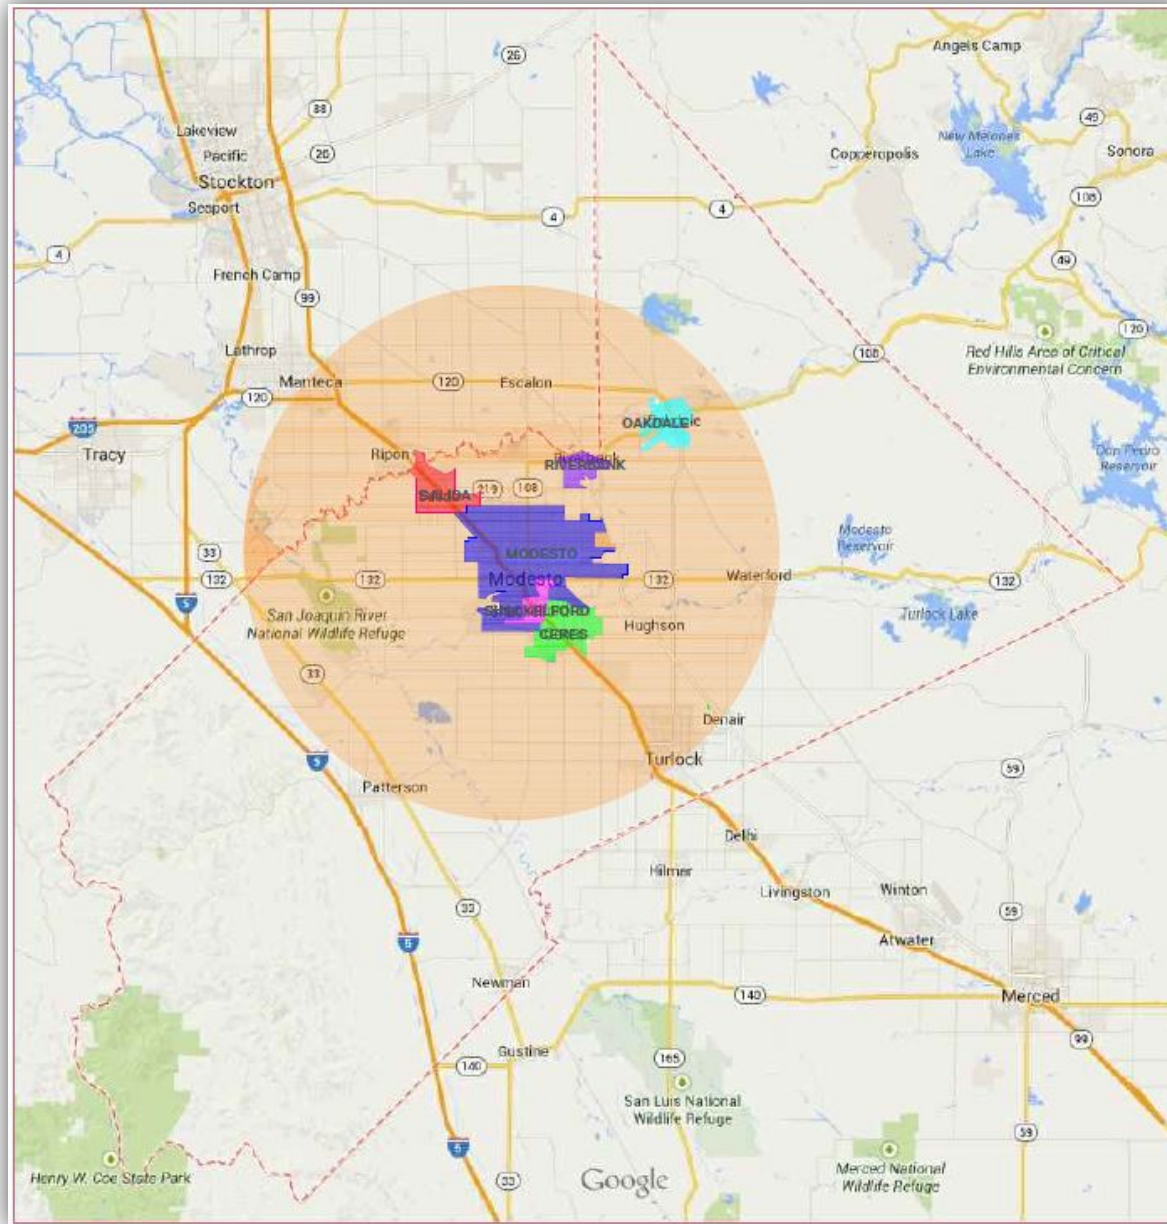 Angels Camp
26
88
49
Lakeview
New Melones
Lake
Sonora
Pacific
26
Copperopolis
Stockton
108
Seaport
4
4
4
49
French Camp
99
120
Lathrop
108
Red Hills Area of Critical
Environmental Concern
Manteca
120
Escalon
120
OAKDALE
205
Tracy
Ripon
RIVERBANK
Don Pedro
Reservoir
SALIDA
219
108
Modesto
Reservoir
33
MODESTO
132
132
Modesto
132
Waterford
132
5
San Joaquin River
National Wildlife Refuge
SHACKELFORD
Turlock Lake
CERES
Hughson
33
Denair
5
Turlock
59
Patterson
Delhi
Hilmar
Livingston
Winton
33
59
5
Atwater
Newman
140
Merced
99
Gustine
140
165
San Luis National
Wildlife Refuge
59
5
Henry W. Coe State Park
33
Google
Merced National
Wildlife Refuge